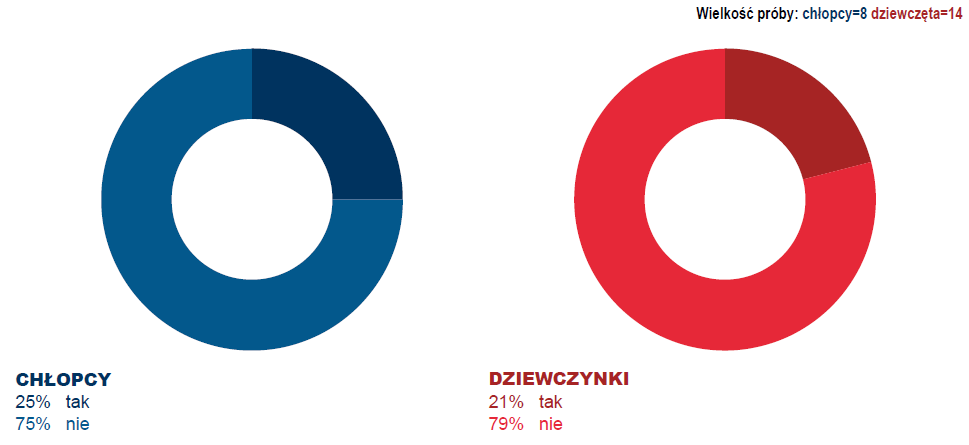 Wielkość próby: chłopcy=8 dziewczęta=14
CHŁOPCY
25% tak
75% nie
DZIEWCZYNKI
21% tak
79% nie